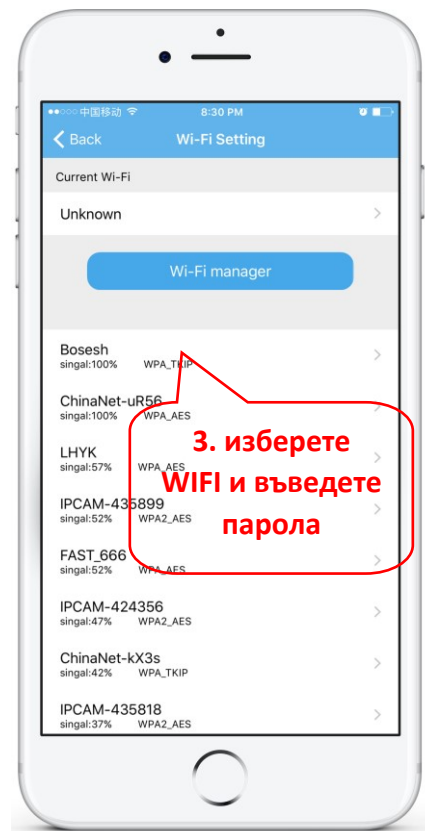 中国移动 8:30 PM
Back Wi-Fi Setting
Current Wi-Fi
Unknown
Wi-Fi manager
Bosesh
singal:100% WPA_TKIP
ChinaNet-uR56
singal:100% WPA_AES
LHYK
singal:57% WPA_AES
3. изберете
WIFI и въведете
парола
IPCAM-435899
singal:52% WPA2_AES
FAST_666
singal:52% WPA_AES
IPCAM-424356
singal:47% WPA2_AES
ChinaNet-kX3s
singal:42% WPA_TKIP
IPCAM-435818
singal:37% WPA2_AES